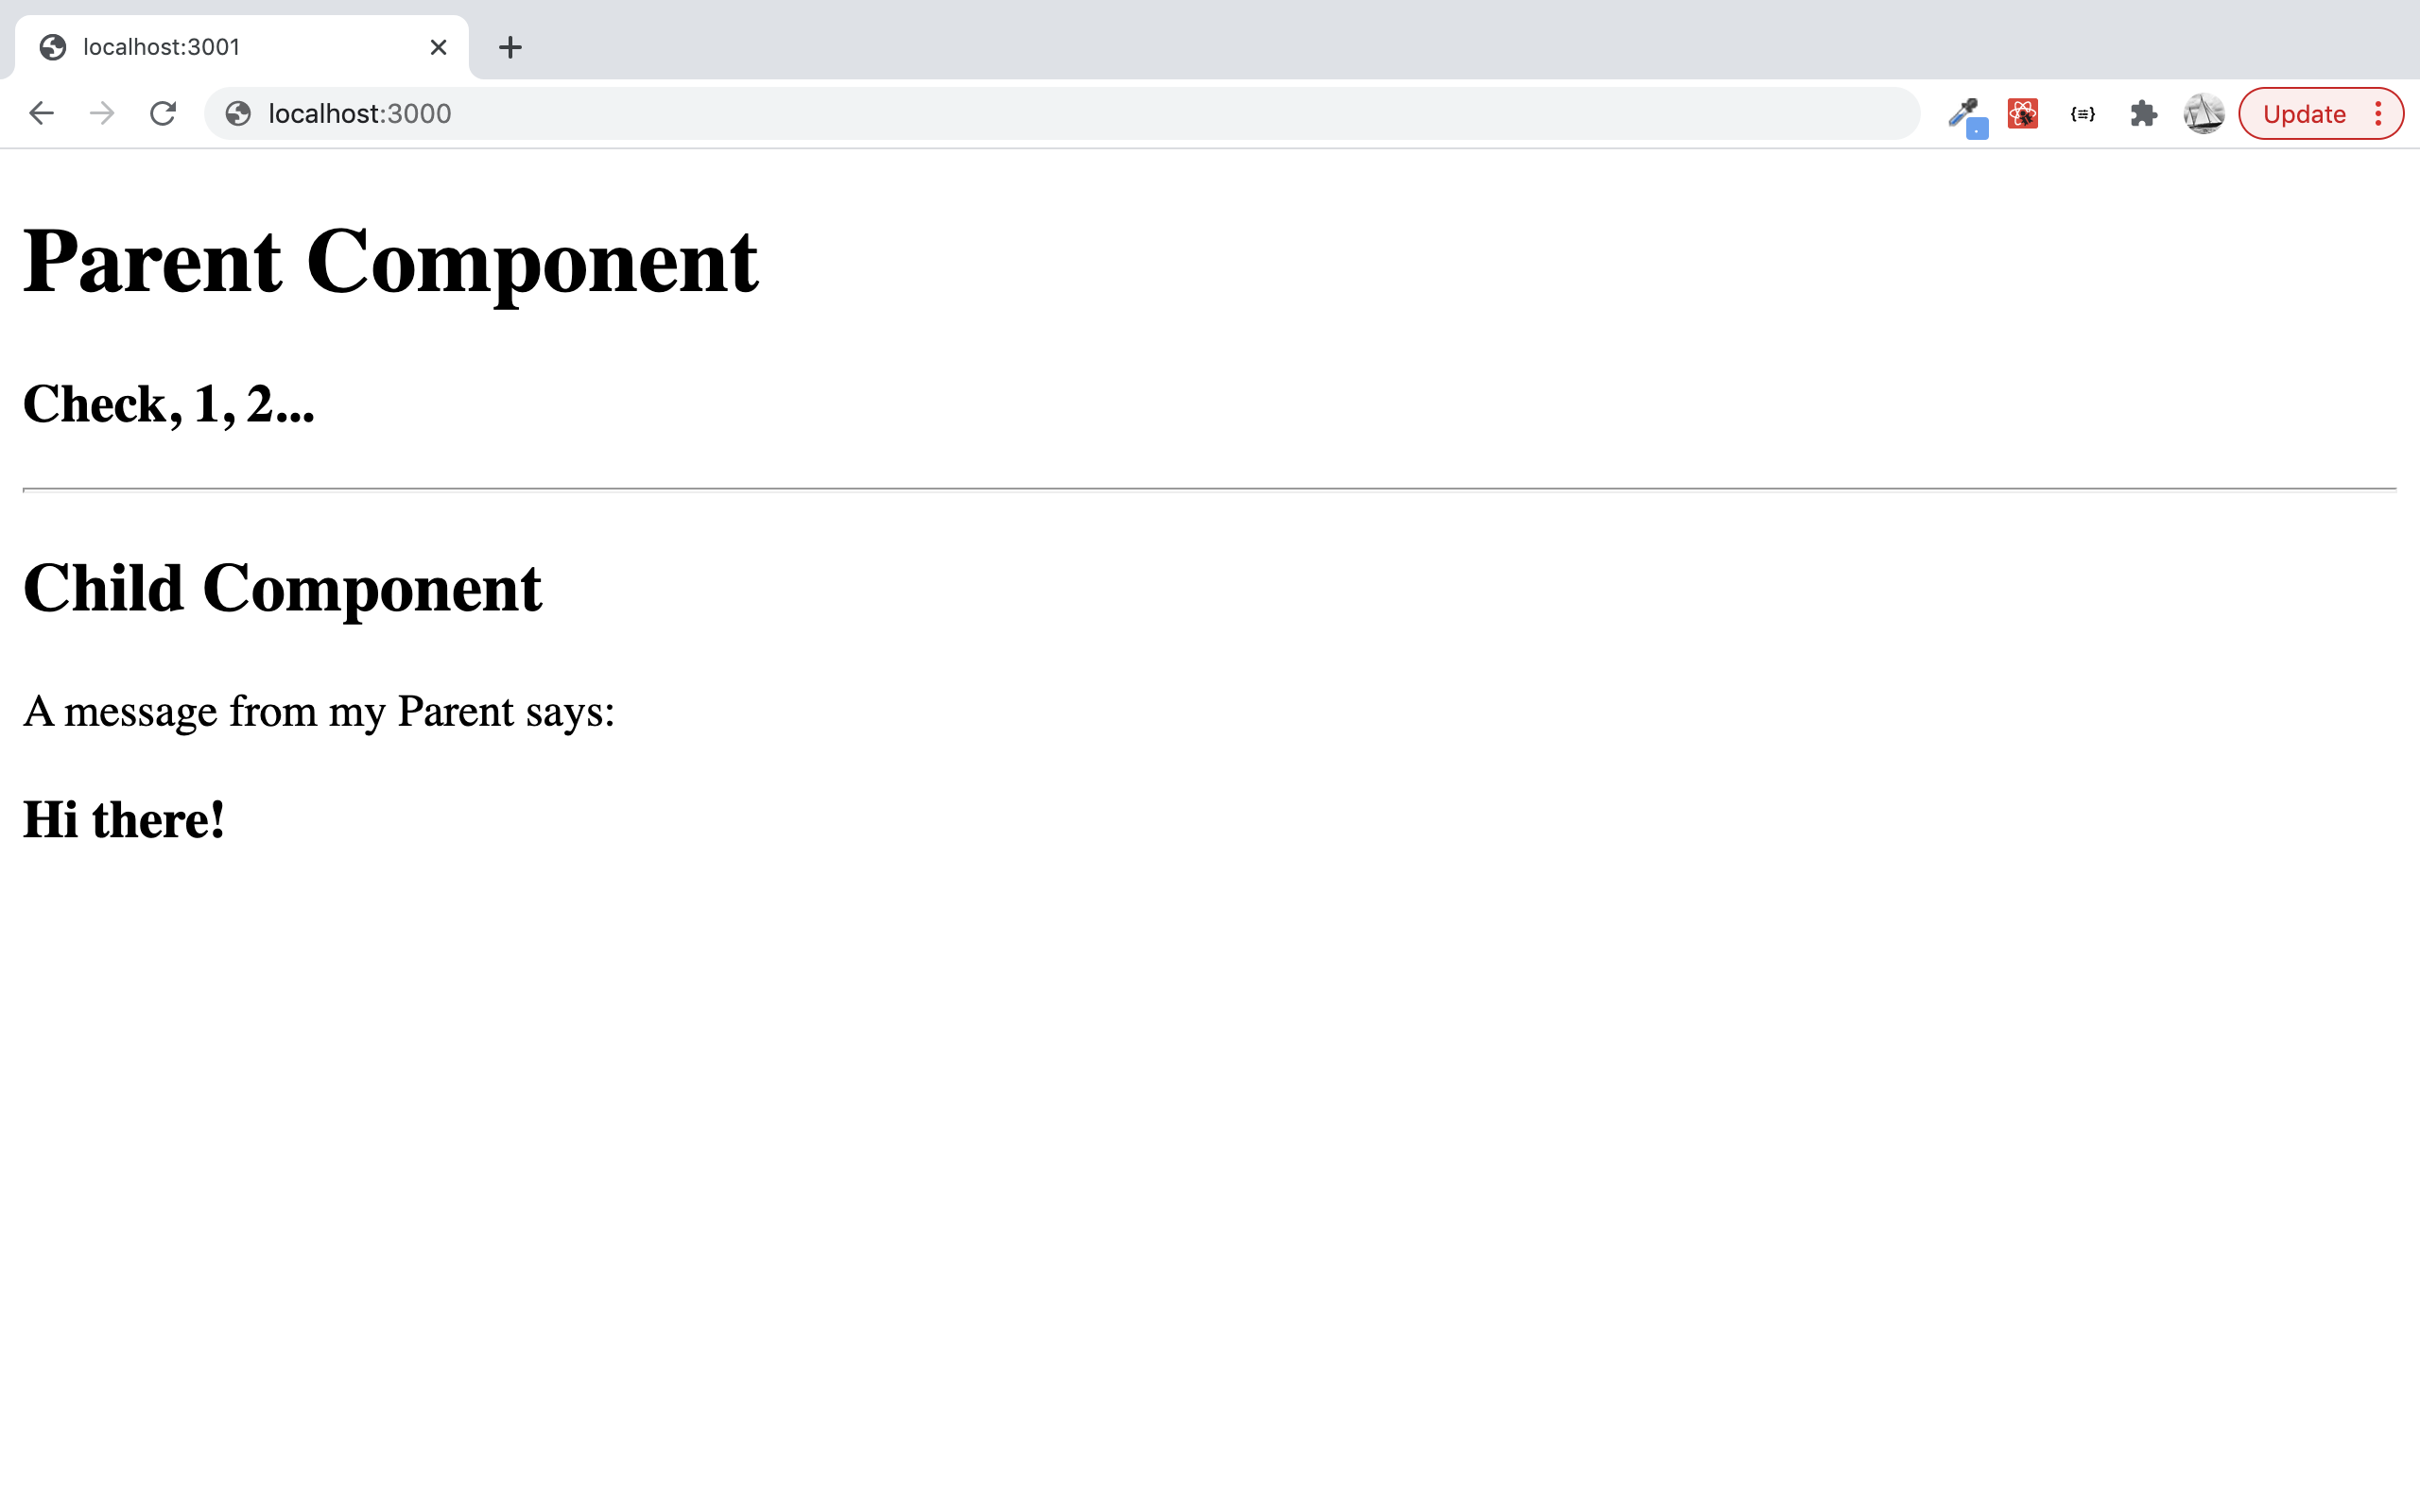 localhost:3001
localhost:3000
{≡}
Update
Parent Component
Check, 1, 2...
Child Component
A message from my Parent says:
Hi there!